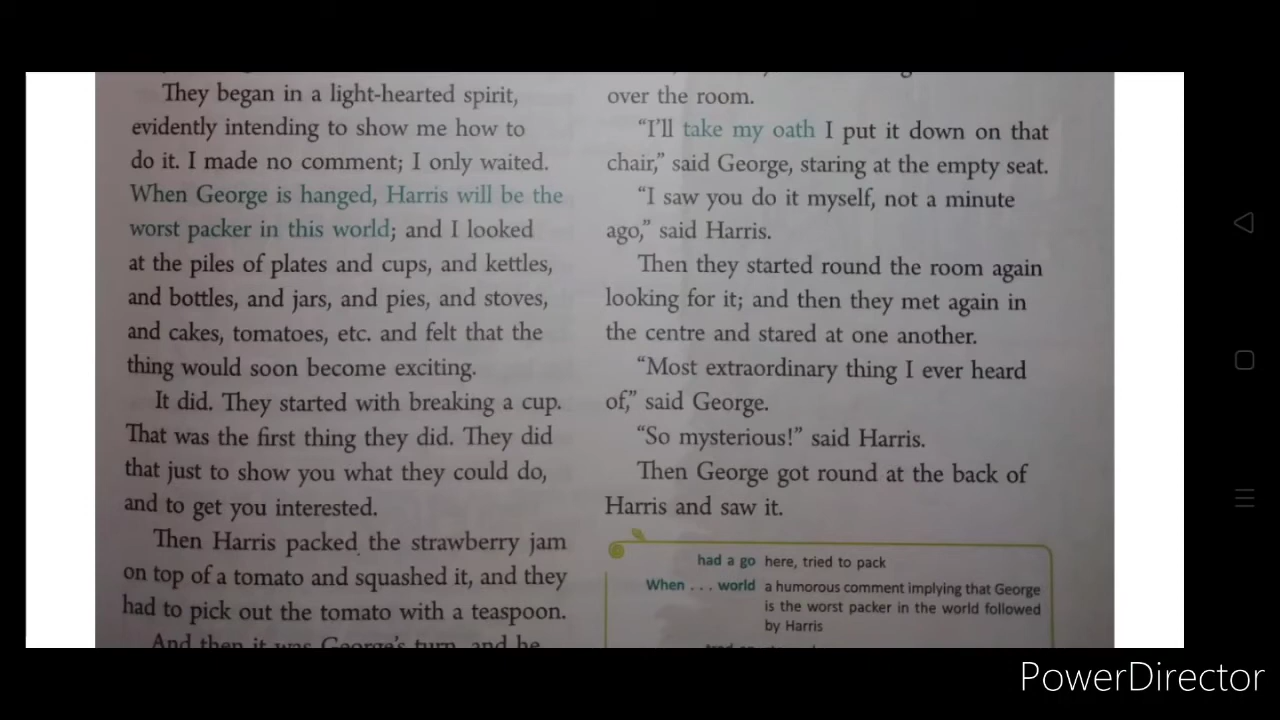 They began in a light-hearted spirit,
evidently intending to show me how to
do it. I made no comment; I only waited.
When George is hanged, Harris will be the
worst packer in this world; and I looked
at the piles of plates and cups, and kettles,
and bottles, and jars, and pies, and stoves,
and cakes, tomatoes, etc. and felt that the
thing would soon become exciting.
It did. They started with breaking a cup.
That was the first thing they did. They did
that just to show you what they could do,
and to get you interested.
Then Harris packed the strawberry jam
on top of a tomato and squashed it, and they
had to pick out the tomato with a teaspoon.
And then it was George's turn, and he
over the room.
“I'll take my oath I put it down on that
chair,” said George, staring at the empty seat.
“I saw you do it myself, not a minute
ago,” said Harris.
Then they started round the room again
looking for it; and then they met again in
the centre and stared at one another.
“Most extraordinary thing I ever heard
of,” said George.
“So mysterious!” said Harris.
Then George got round at the back of
Harris and saw it.
had a go here, tried to pack
When . . . world a humorous comment implying that George
is the worst packer in the world followed
by Harris
PowerDirector